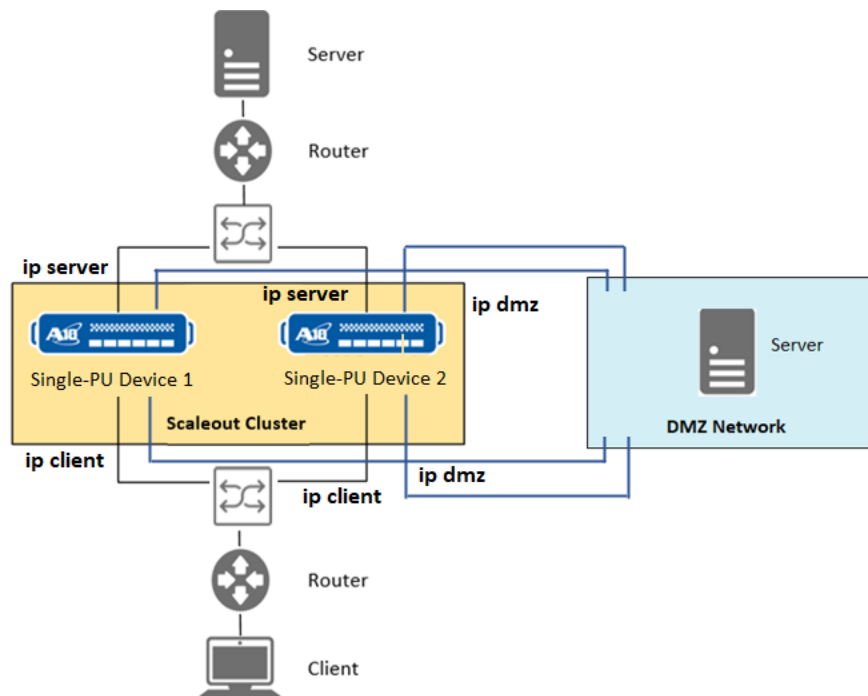 Server
Router
ip server
ip server
ip dmz
A10
A10
Server
Single-PU Device 1
Single-PU Device 2
Scaleout Cluster
DMZ Network
ip client
ip dmz
ip client
Router
Client